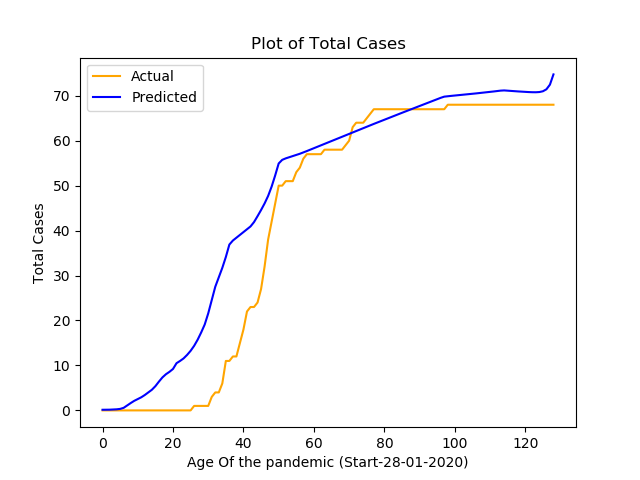 Plot of Total Cases
Actual
Predicted
Total Cases
70
60
50
40
30
20
10
0
0 20 40 60 80 100 120
Age Of the pandemic (Start-28-01-2020)